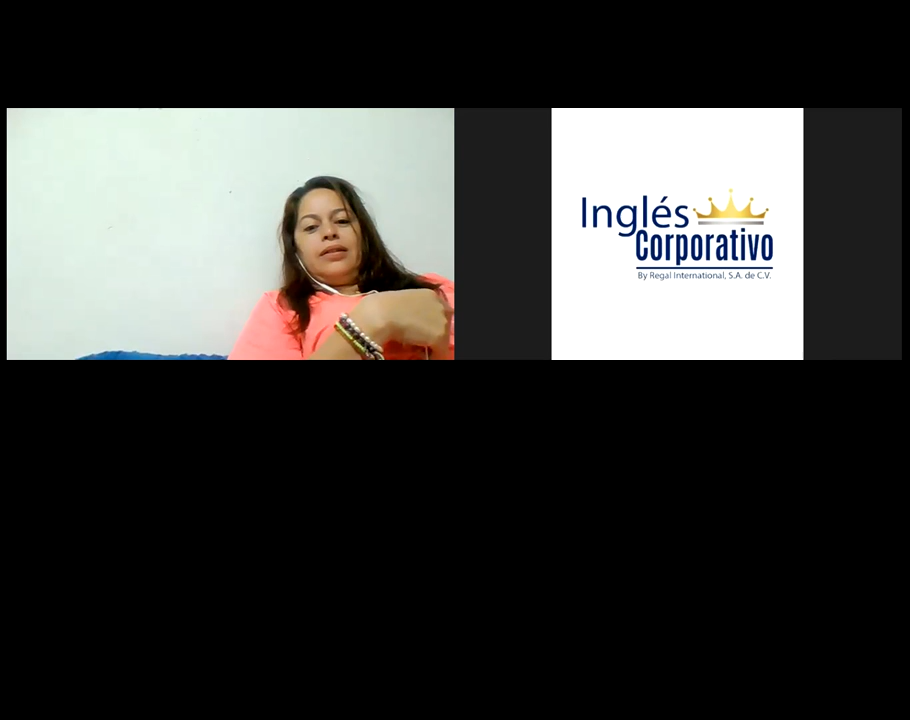 Inglés
Corporativo
By Regal International, S.A. de C.V.